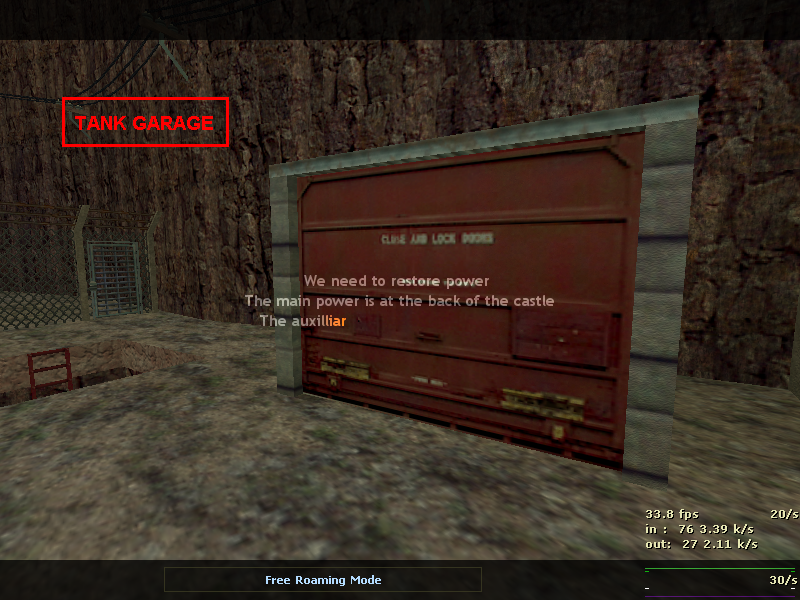 TANK GARAGE
CLOSE AND LOCK DOORS
We need to restore power
The main power is at the back of the castle
The auxilliar
33.8 fps 20/s
in : 76 3.39 k/s
out: 27 2.11 k/s
30/s
Free Roaming Mode